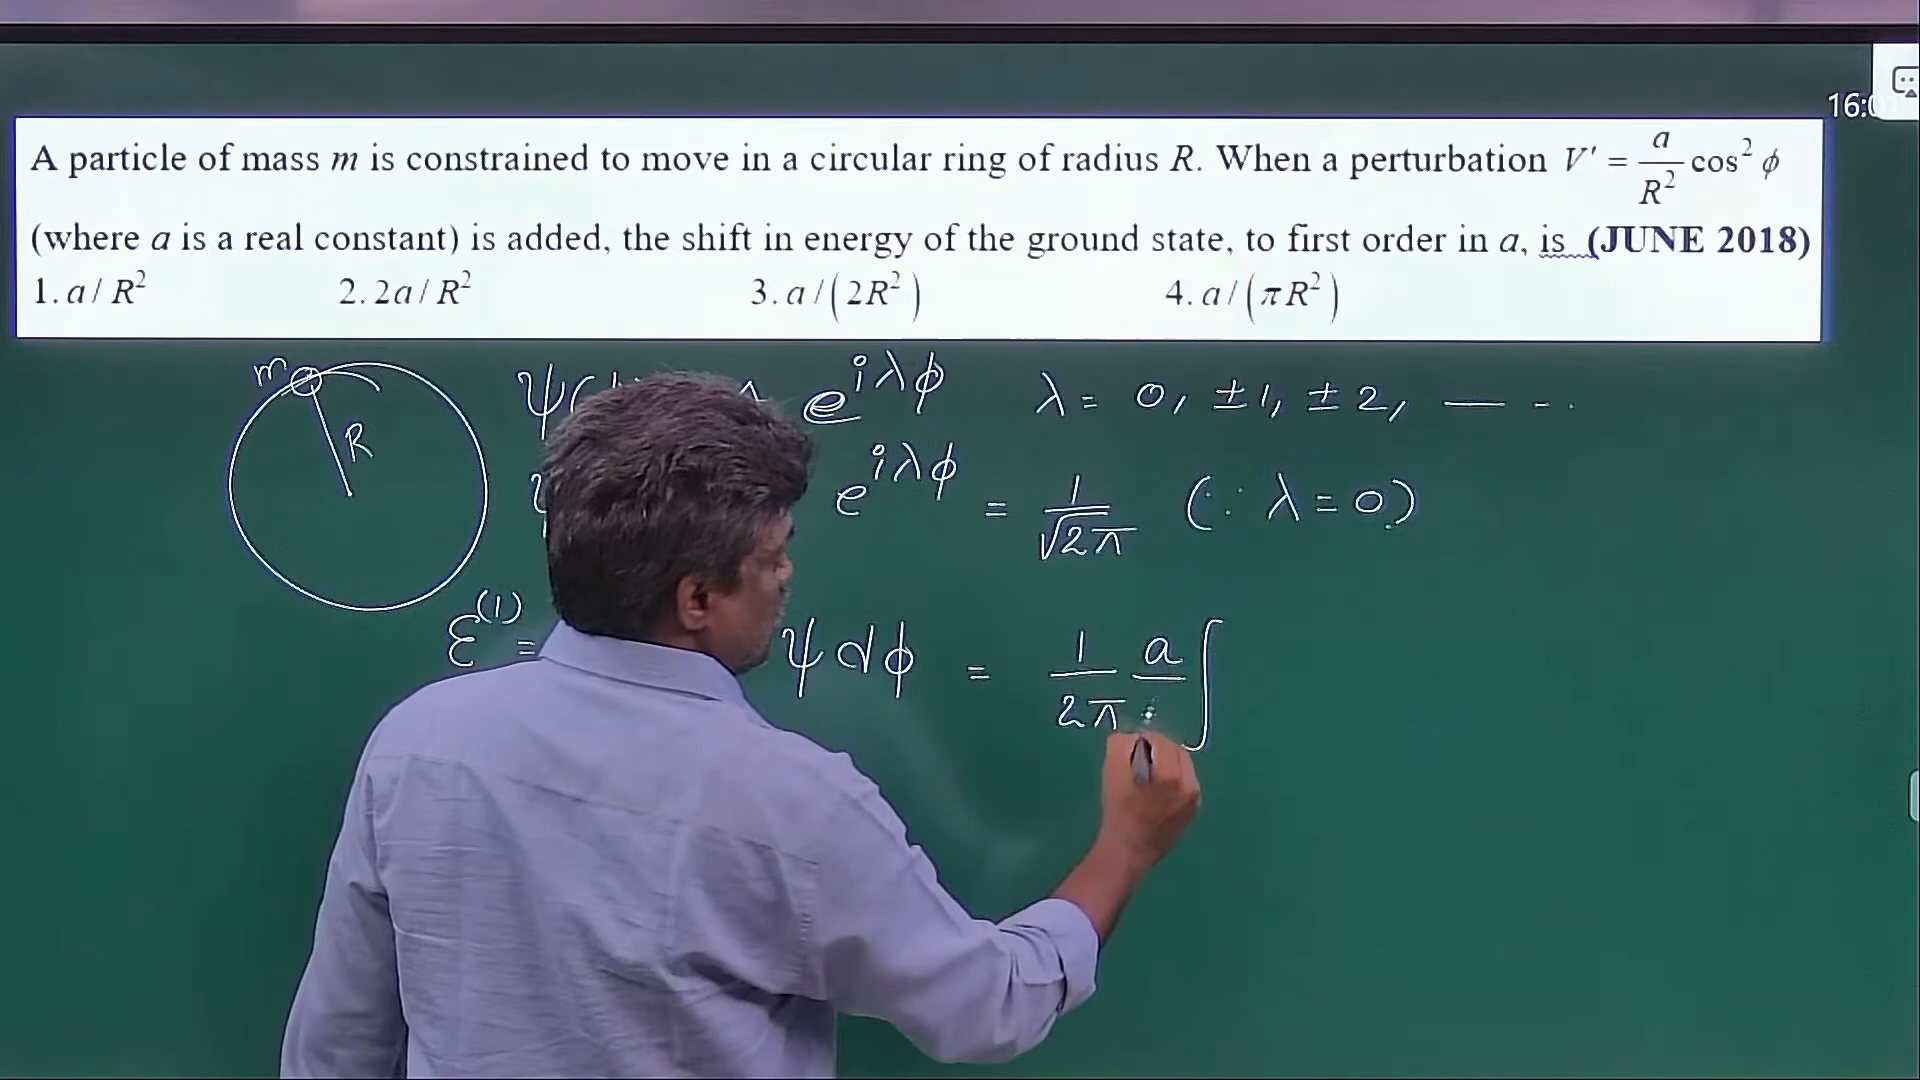 16:0
A particle of mass m is constrained to move in a circular ring of radius R. When a perturbation V' = a/R² cos² ϕ
(where a is a real constant) is added, the shift in energy of the ground state, to first order in a, is (JUNE 2018)
1. a / R² 2. 2a / R² 3. a / (2R²) 4. a / (πR²)
m ψ( e^{iλϕ} λ = 0, ±1, ±2, — - - .
R
e^{iλϕ} = 1/√2π (∵ λ = 0)
ε^{(1)} = ψ dϕ = 1/2π a ∫